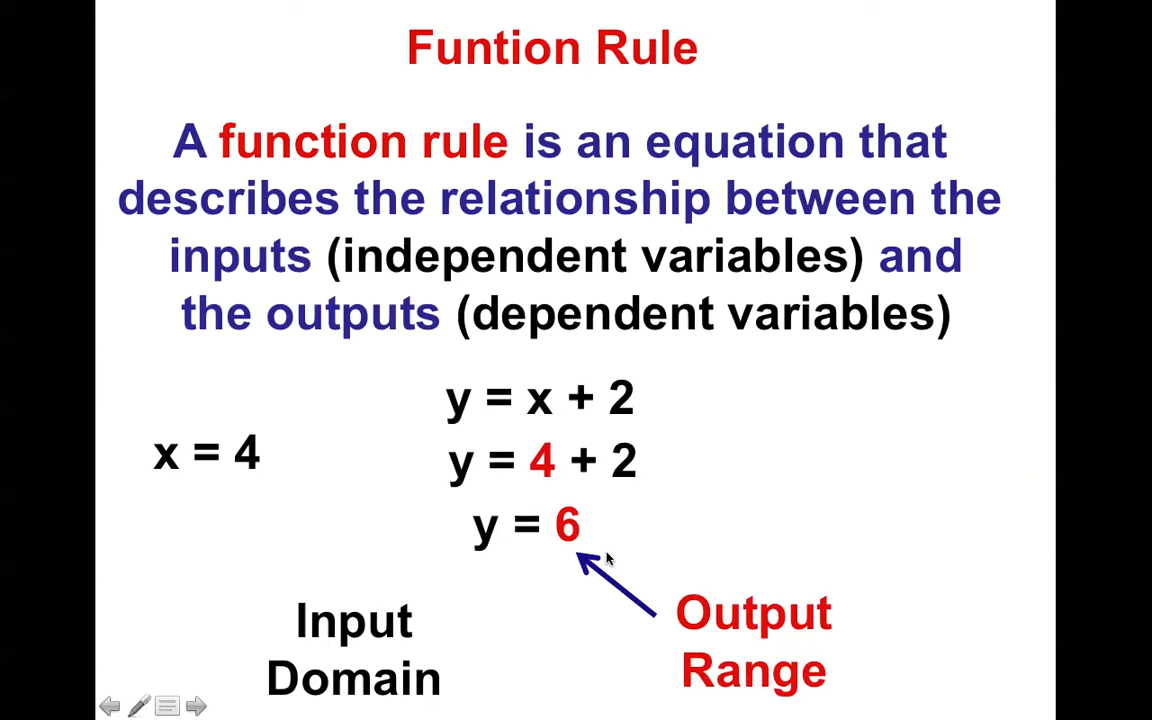 Funtion Rule
A function rule is an equation that
describes the relationship between the
inputs (independent variables) and
the outputs (dependent variables)
y = x + 2
x = 4
y = 4 + 2
y = 6
Input
Domain
Output
Range